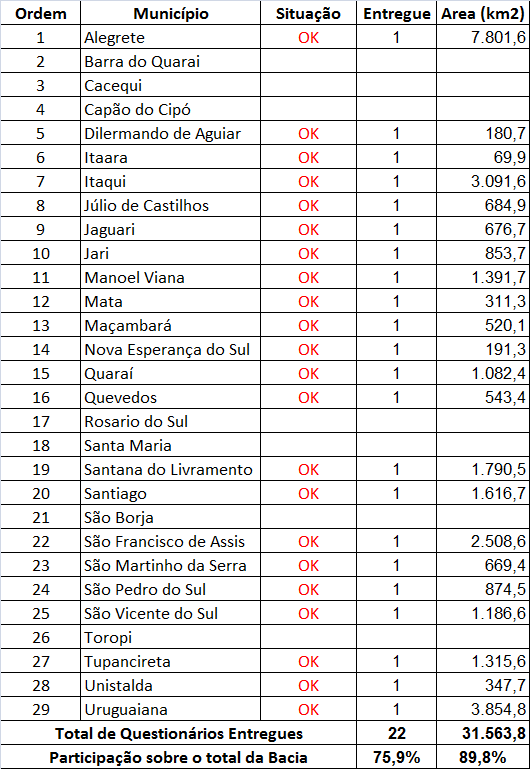 Ordem Município Situação Entregue Area (km2)
1 Alegrete OK 1 7.801,6
2 Barra do Quarai
3 Cacequi
4 Capão do Cipó
5 Dilermando de Aguiar OK 1 180,7
6 Itaara OK 1 69,9
7 Itaqui OK 1 3.091,6
8 Júlio de Castilhos OK 1 684,9
9 Jaguari OK 1 676,7
10 Jari OK 1 853,7
11 Manoel Viana OK 1 1.391,7
12 Mata OK 1 311,3
13 Maçambará OK 1 520,1
14 Nova Esperança do Sul OK 1 191,3
15 Quaraí OK 1 1.082,4
16 Quevedos OK 1 543,4
17 Rosario do Sul
18 Santa Maria
19 Santana do Livramento OK 1 1.790,5
20 Santiago OK 1 1.616,7
21 São Borja
22 São Francisco de Assis OK 1 2.508,6
23 São Martinho da Serra OK 1 669,4
24 São Pedro do Sul OK 1 874,5
25 São Vicente do Sul OK 1 1.186,6
26 Toropi
27 Tupancireta OK 1 1.315,6
28 Unistalda OK 1 347,7
29 Uruguaiana OK 1 3.854,8
Total de Questionários Entregues 22 31.563,8
Participação sobre o total da Bacia 75,9% 89,8%